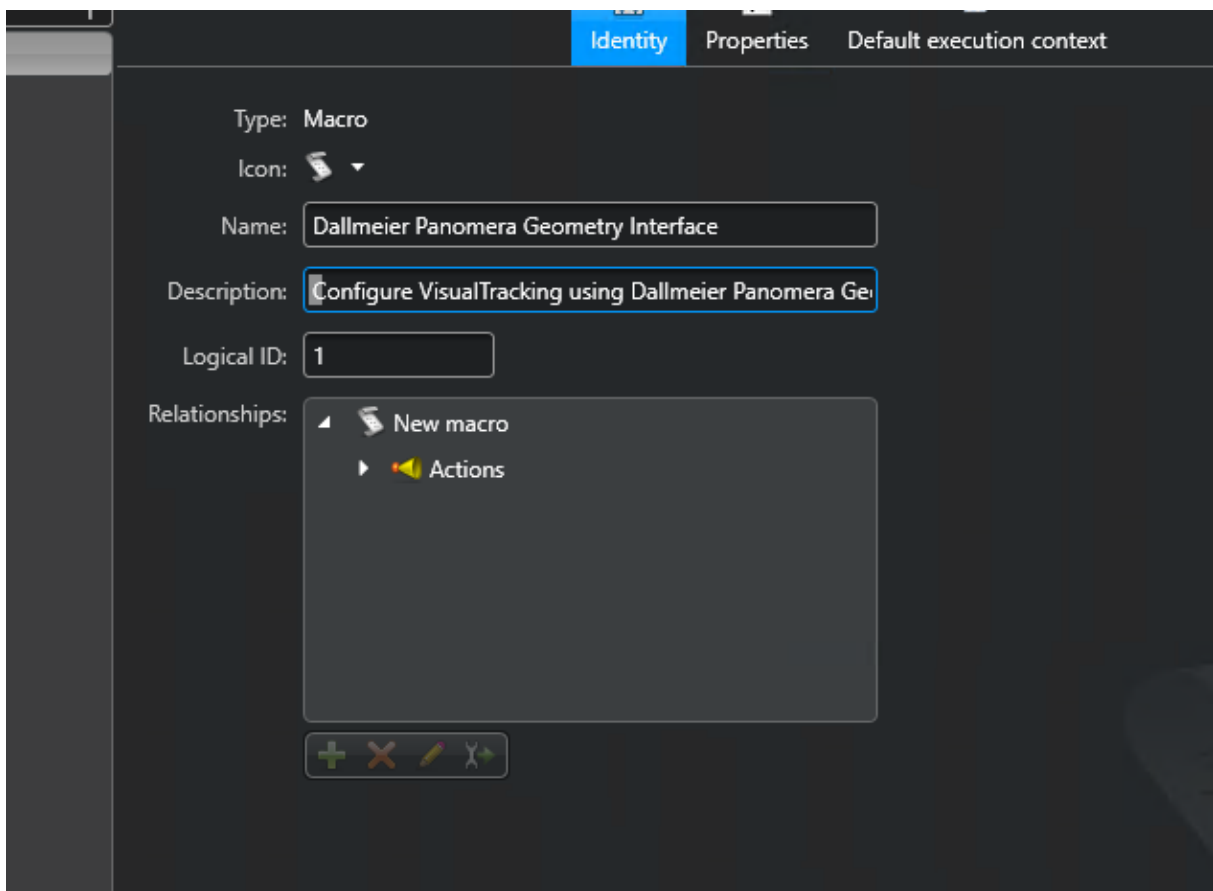 Identity Properties Default execution context
Type: Macro
Icon:
Name: Dallmeier Panomera Geometry Interface
Description: Configure VisualTracking using Dallmeier Panomera Ge
Logical ID: 1
Relationships: New macro
Actions